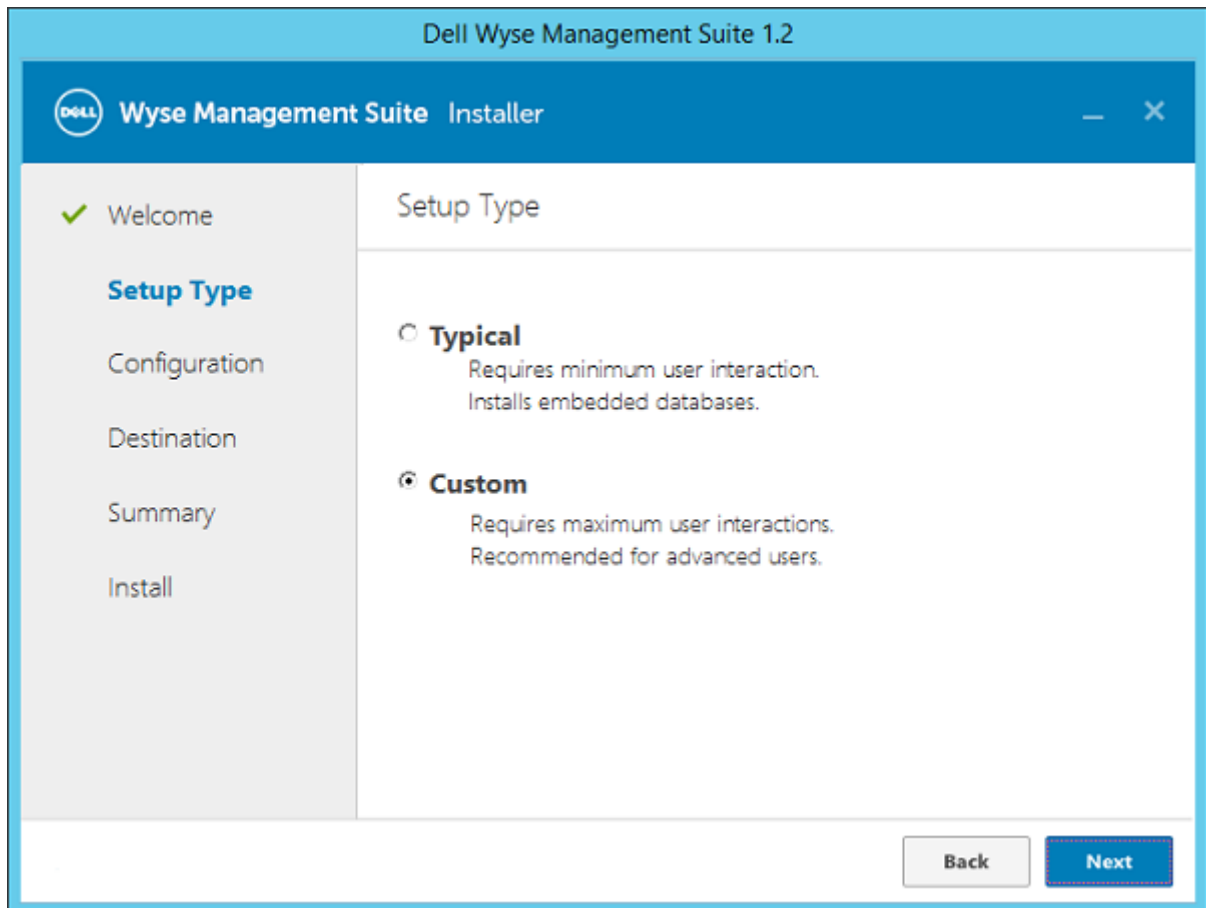 Dell Wyse Management Suite 1.2
DELL Wyse Management Suite Installer
Welcome
Setup Type
Configuration
Destination
Summary
Install
Setup Type
Typical
Requires minimum user interaction.
Installs embedded databases.
Custom
Requires maximum user interactions.
Recommended for advanced users.
Back Next